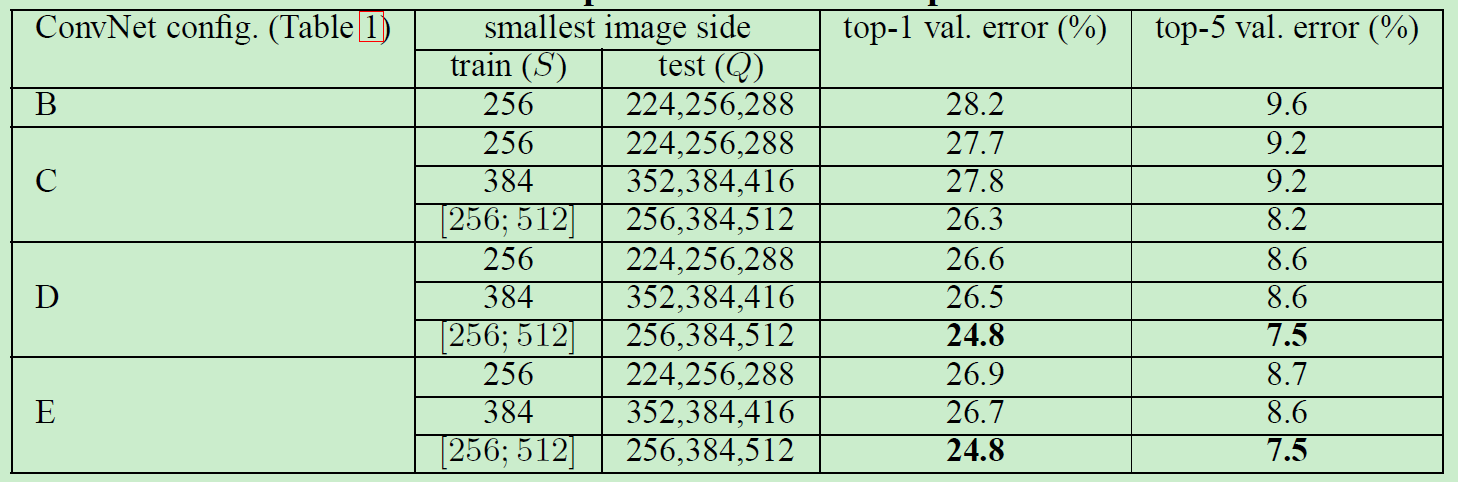 ConvNet config. (Table 1) smallest image side top-1 val. error (%) top-5 val. error (%)
train (S) test (Q)
B 256 224,256,288 28.2 9.6
256 224,256,288 27.7 9.2
C 384 352,384,416 27.8 9.2
[256; 512] 256,384,512 26.3 8.2
256 224,256,288 26.6 8.6
D 384 352,384,416 26.5 8.6
[256; 512] 256,384,512 24.8 7.5
256 224,256,288 26.9 8.7
E 384 352,384,416 26.7 8.6
[256; 512] 256,384,512 24.8 7.5